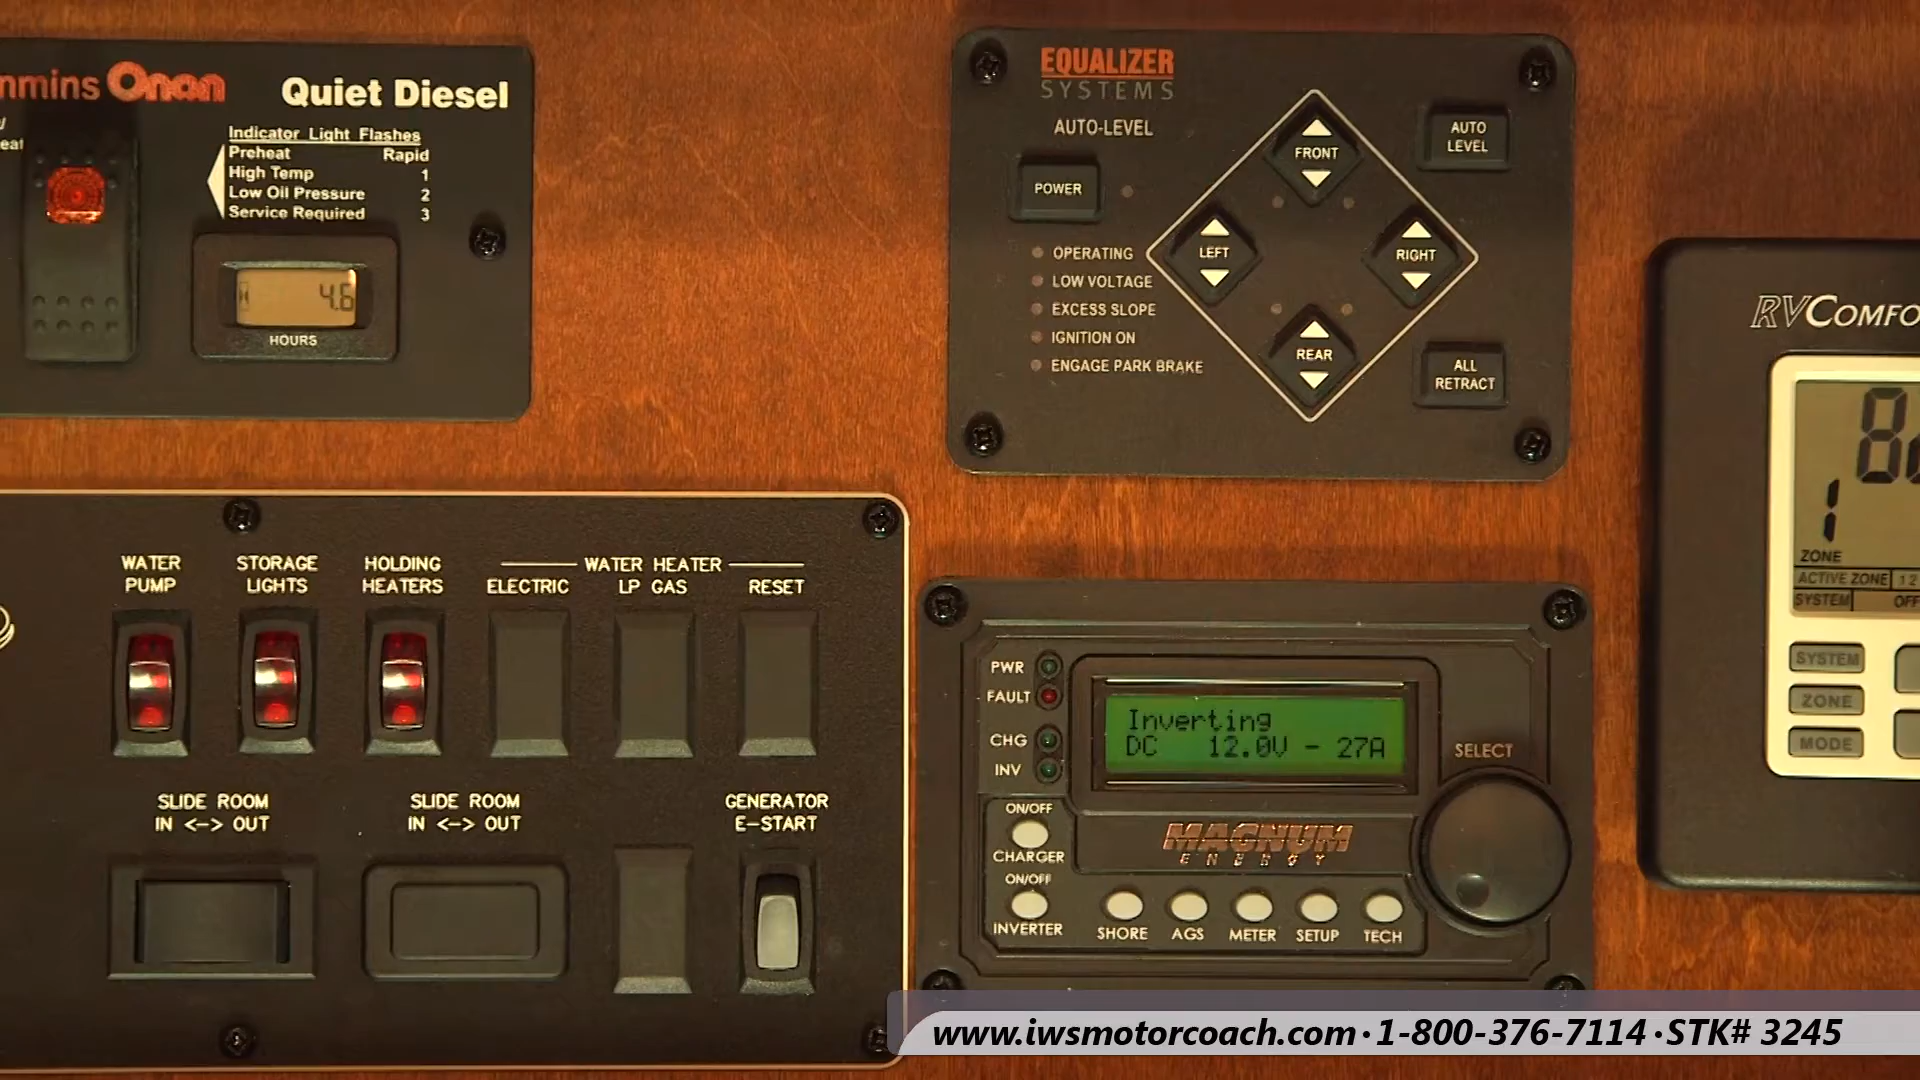 Onan
Quiet Diesel
Indicator Light Flashes
Preheat Rapid
High Temp 1
Low Oil Pressure 2
Service Required 3
4.6
HOURS
EQUALIZER
SYSTEMS
AUTO-LEVEL
POWER
OPERATING
LOW VOLTAGE
EXCESS SLOPE
IGNITION ON
ENGAGE PARK BRAKE
FRONT
LEFT
RIGHT
REAR
AUTO
LEVEL
ALL
RETRACT
RV
1
ZONE
ACTIVE ZONE 1 2
SYSTEM
SYSTEM
ZONE
MODE
WATER
PUMP
STORAGE
LIGHTS
HOLDING
HEATERS
WATER HEATER
ELECTRIC LP GAS RESET
SLIDE ROOM
IN <-> OUT
SLIDE ROOM
IN <-> OUT
GENERATOR
E-START
PWR
FAULT
CHG
INV
Inverting
DC 12.0V - 27A
SELECT
ON/OFF
CHARGER
ON/OFF
INVERTER
MAGNUM
ENERGY
SHORE AGS METER SETUP TECH
www.iwsmotorcoach.com·1-800-376-7114·STK# 3245